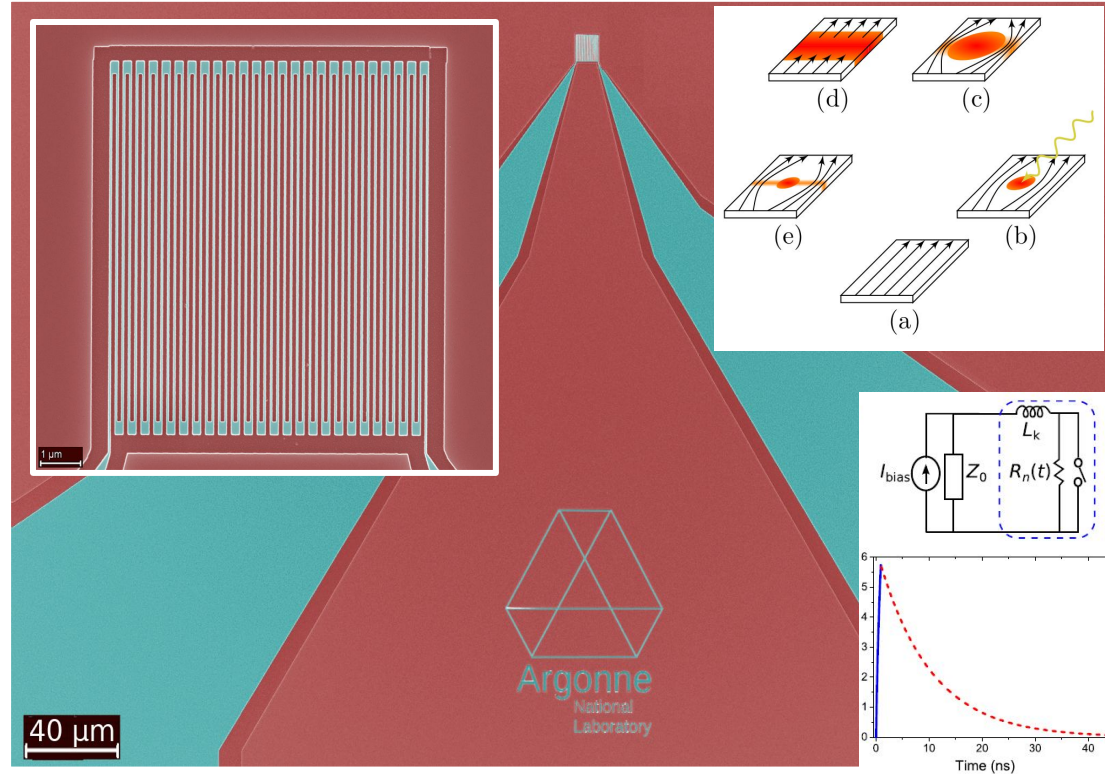 (d)
(c)
(e)
(b)
(a)
1 μm
L_k
I_bias
Z_0
R_n(t)
Argonne
National
Laboratory
40 μm
6
5
4
3
2
1
0
0
10
20
30
40
Time (ns)